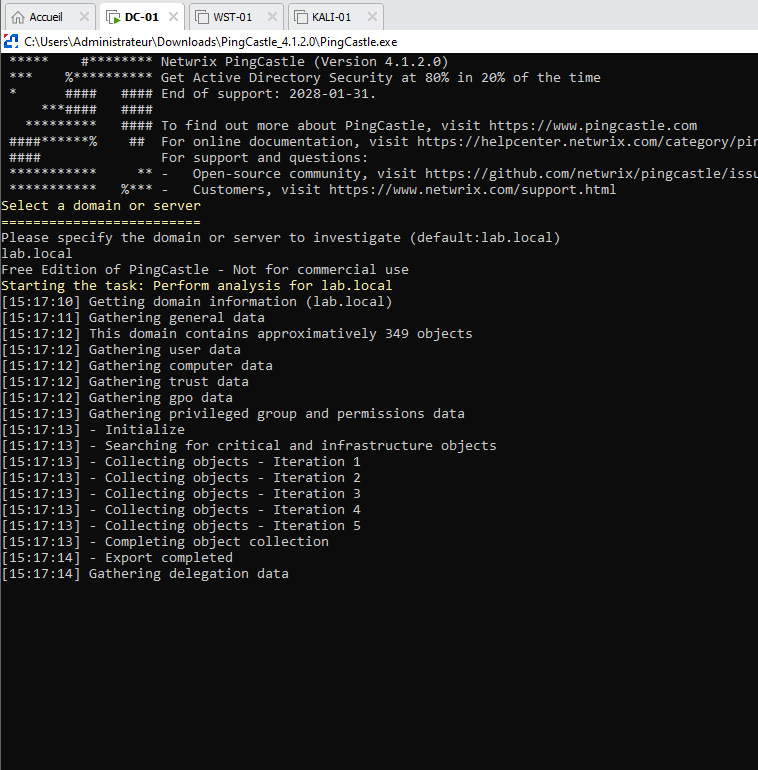 Accueil DC-01 WST-01 KALI-01
C:\Users\Administrateur\Downloads\PingCastle_4.1.2.0\PingCastle.exe
*****    #******** Netwrix PingCastle (Version 4.1.2.0)
***    %********** Get Active Directory Security at 80% in 20% of the time
*      ####   #### End of support: 2028-01-31.
***####   ####
*********   #### To find out more about PingCastle, visit https://www.pingcastle.com
####******%    ##  For online documentation, visit https://helpcenter.netwrix.com/category/pin
####               For support and questions:
***********     ** -   Open-source community, visit https://github.com/netwrix/pingcastle/issu
***********   %*** -   Customers, visit https://www.netwrix.com/support.html
Select a domain or server
=========================
Please specify the domain or server to investigate (default:lab.local)
lab.local
Free Edition of PingCastle - Not for commercial use
Starting the task: Perform analysis for lab.local
[15:17:10] Getting domain information (lab.local)
[15:17:11] Gathering general data
[15:17:12] This domain contains approximatively 349 objects
[15:17:12] Gathering user data
[15:17:12] Gathering computer data
[15:17:12] Gathering trust data
[15:17:12] Gathering gpo data
[15:17:13] Gathering privileged group and permissions data
[15:17:13] - Initialize
[15:17:13] - Searching for critical and infrastructure objects
[15:17:13] - Collecting objects - Iteration 1
[15:17:13] - Collecting objects - Iteration 2
[15:17:13] - Collecting objects - Iteration 3
[15:17:13] - Collecting objects - Iteration 4
[15:17:13] - Collecting objects - Iteration 5
[15:17:13] - Completing object collection
[15:17:14] - Export completed
[15:17:14] Gathering delegation data